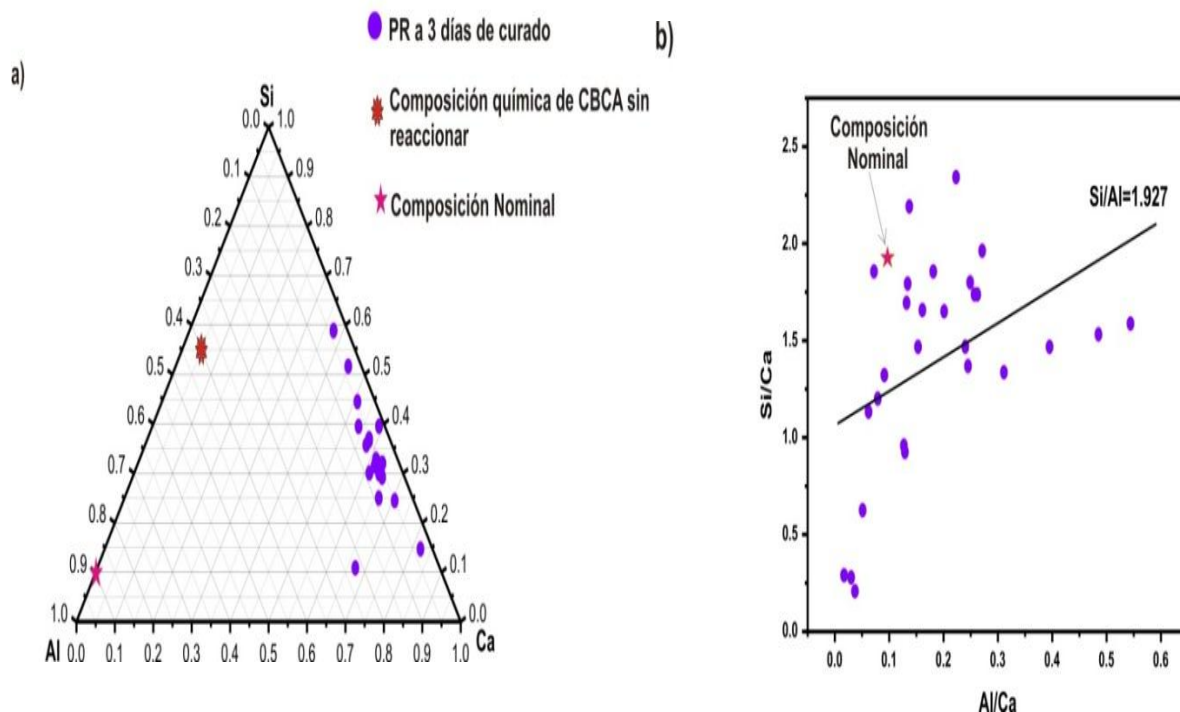 a)
PR a 3 días de curado
Composición química de CBCA sin
reaccionar
Composición Nominal
Si
0.0 1.0
0.1 0.9
0.2 0.8
0.3 0.7
0.4 0.6
0.5 0.5
0.6 0.4
0.7 0.3
0.8 0.2
0.9 0.1
1.0 0.0
Al 0.0 0.1 0.2 0.3 0.4 0.5 0.6 0.7 0.8 0.9 1.0 Ca
b)
Composición
Nominal
Si/Al=1.927
Si/Ca
2.5
2.0
1.5
1.0
0.5
0.0
0.0 0.1 0.2 0.3 0.4 0.5 0.6
Al/Ca